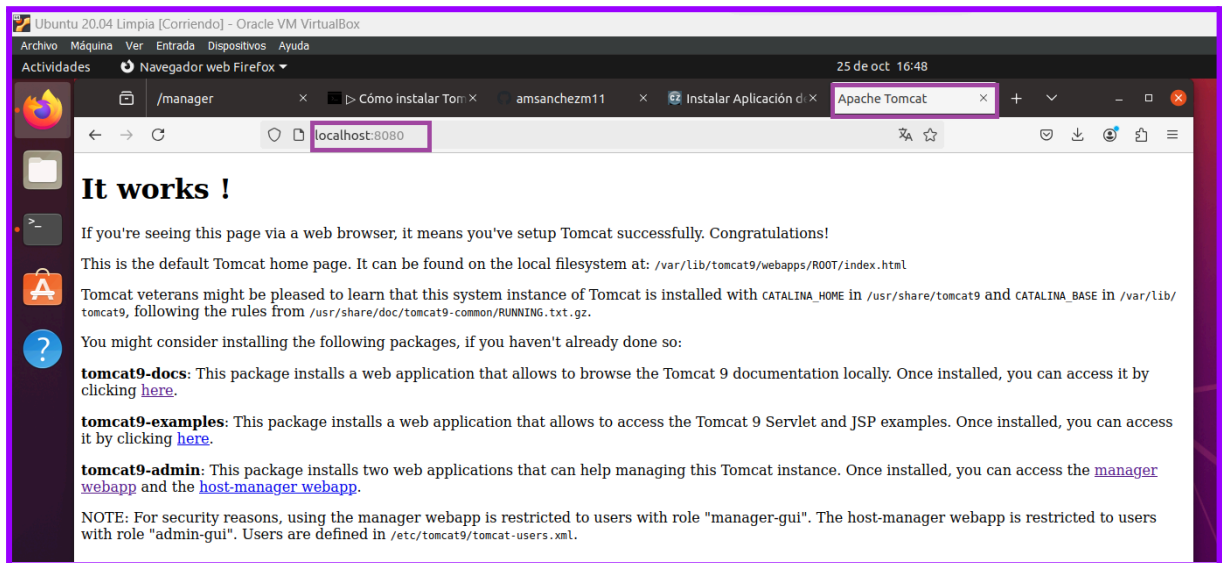 Ubuntu 20.04 Limpia [Corriendo] - Oracle VM VirtualBox
Archivo Máquina Ver Entrada Dispositivos Ayuda
Actividades Navegador web Firefox 25 de oct 16:48
/manager Cómo instalar Tom amsanchezm11 Instalar Aplicación d Apache Tomcat
localhost:8080
It works !
If you're seeing this page via a web browser, it means you've setup Tomcat successfully. Congratulations!
This is the default Tomcat home page. It can be found on the local filesystem at: /var/lib/tomcat9/webapps/ROOT/index.html
Tomcat veterans might be pleased to learn that this system instance of Tomcat is installed with CATALINA_HOME in /usr/share/tomcat9 and CATALINA_BASE in /var/lib/
tomcat9, following the rules from /usr/share/doc/tomcat9-common/RUNNING.txt.gz.
You might consider installing the following packages, if you haven't already done so:
tomcat9-docs: This package installs a web application that allows to browse the Tomcat 9 documentation locally. Once installed, you can access it by
clicking here.
tomcat9-examples: This package installs a web application that allows to access the Tomcat 9 Servlet and JSP examples. Once installed, you can access
it by clicking here.
tomcat9-admin: This package installs two web applications that can help managing this Tomcat instance. Once installed, you can access the manager
webapp and the host-manager webapp.
NOTE: For security reasons, using the manager webapp is restricted to users with role "manager-gui". The host-manager webapp is restricted to users
with role "admin-gui". Users are defined in /etc/tomcat9/tomcat-users.xml.